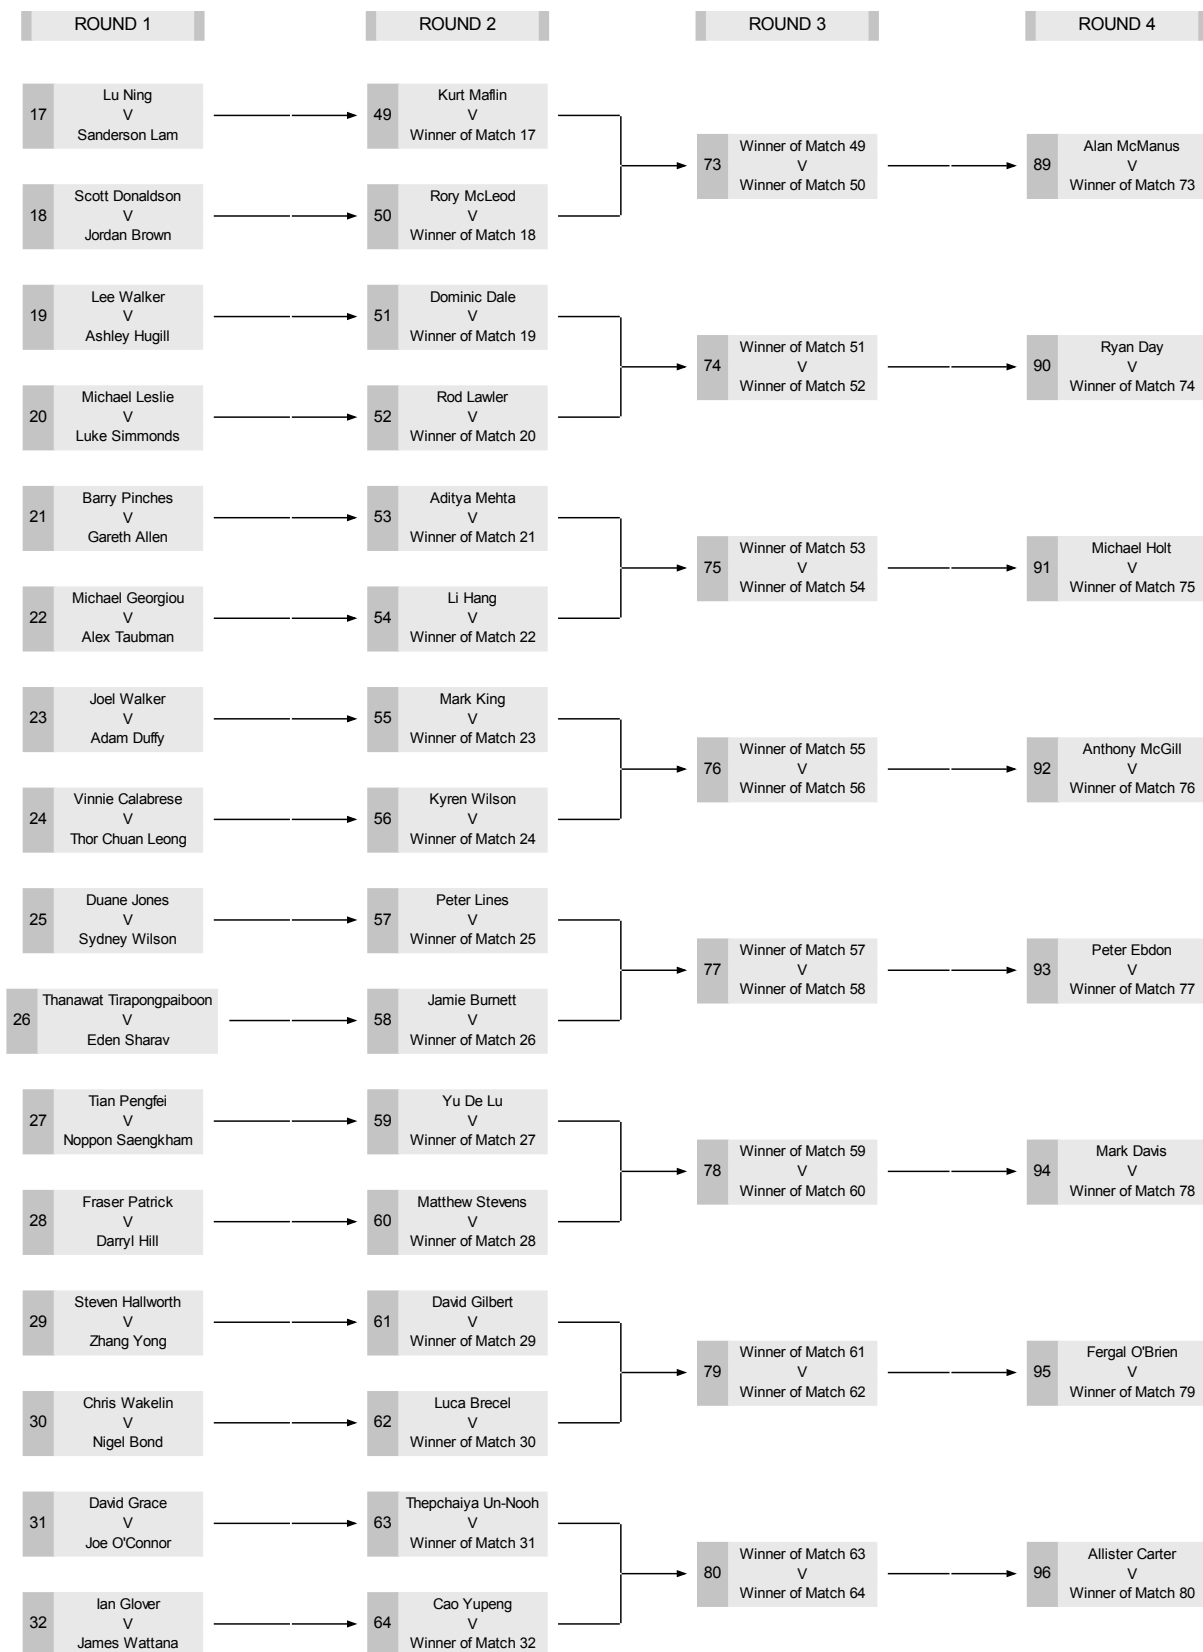 ROUND 1
ROUND 2
ROUND 3
ROUND 4
17
Lu Ning
V
Sanderson Lam
18
Scott Donaldson
V
Jordan Brown
19
Lee Walker
V
Ashley Hugill
20
Michael Leslie
V
Luke Simmonds
21
Barry Pinches
V
Gareth Allen
22
Michael Georgiou
V
Alex Taubman
23
Joel Walker
V
Adam Duffy
24
Vinnie Calabrese
V
Thor Chuan Leong
25
Duane Jones
V
Sydney Wilson
26
Thanawat Tirapongpaiboon
V
Eden Sharav
27
Tian Pengfei
V
Noppon Saengkham
28
Fraser Patrick
V
Darryl Hill
29
Steven Hallworth
V
Zhang Yong
30
Chris Wakelin
V
Nigel Bond
31
David Grace
V
Joe O'Connor
32
Ian Glover
V
James Wattana
49
Kurt Maflin
V
Winner of Match 17
50
Rory McLeod
V
Winner of Match 18
51
Dominic Dale
V
Winner of Match 19
52
Rod Lawler
V
Winner of Match 20
53
Aditya Mehta
V
Winner of Match 21
54
Li Hang
V
Winner of Match 22
55
Mark King
V
Winner of Match 23
56
Kyren Wilson
V
Winner of Match 24
57
Peter Lines
V
Winner of Match 25
58
Jamie Burnett
V
Winner of Match 26
59
Yu De Lu
V
Winner of Match 27
60
Matthew Stevens
V
Winner of Match 28
61
David Gilbert
V
Winner of Match 29
62
Luca Brecel
V
Winner of Match 30
63
Thepchaiya Un-Nooh
V
Winner of Match 31
64
Cao Yupeng
V
Winner of Match 32
73
Winner of Match 49
V
Winner of Match 50
74
Winner of Match 51
V
Winner of Match 52
75
Winner of Match 53
V
Winner of Match 54
76
Winner of Match 55
V
Winner of Match 56
77
Winner of Match 57
V
Winner of Match 58
78
Winner of Match 59
V
Winner of Match 60
79
Winner of Match 61
V
Winner of Match 62
80
Winner of Match 63
V
Winner of Match 64
89
Alan McManus
V
Winner of Match 73
90
Ryan Day
V
Winner of Match 74
91
Michael Holt
V
Winner of Match 75
92
Anthony McGill
V
Winner of Match 76
93
Peter Ebdon
V
Winner of Match 77
94
Mark Davis
V
Winner of Match 78
95
Fergal O'Brien
V
Winner of Match 79
96
Allister Carter
V
Winner of Match 80